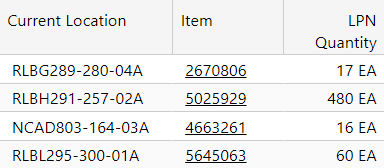 Current Location Item LPN Quantity
RLBG289-280-04A 2670806 17 EA
RLBH291-257-02A 5025929 480 EA
NCAD803-164-03A 4663261 16 EA
RLBL295-300-01A 5645063 60 EA